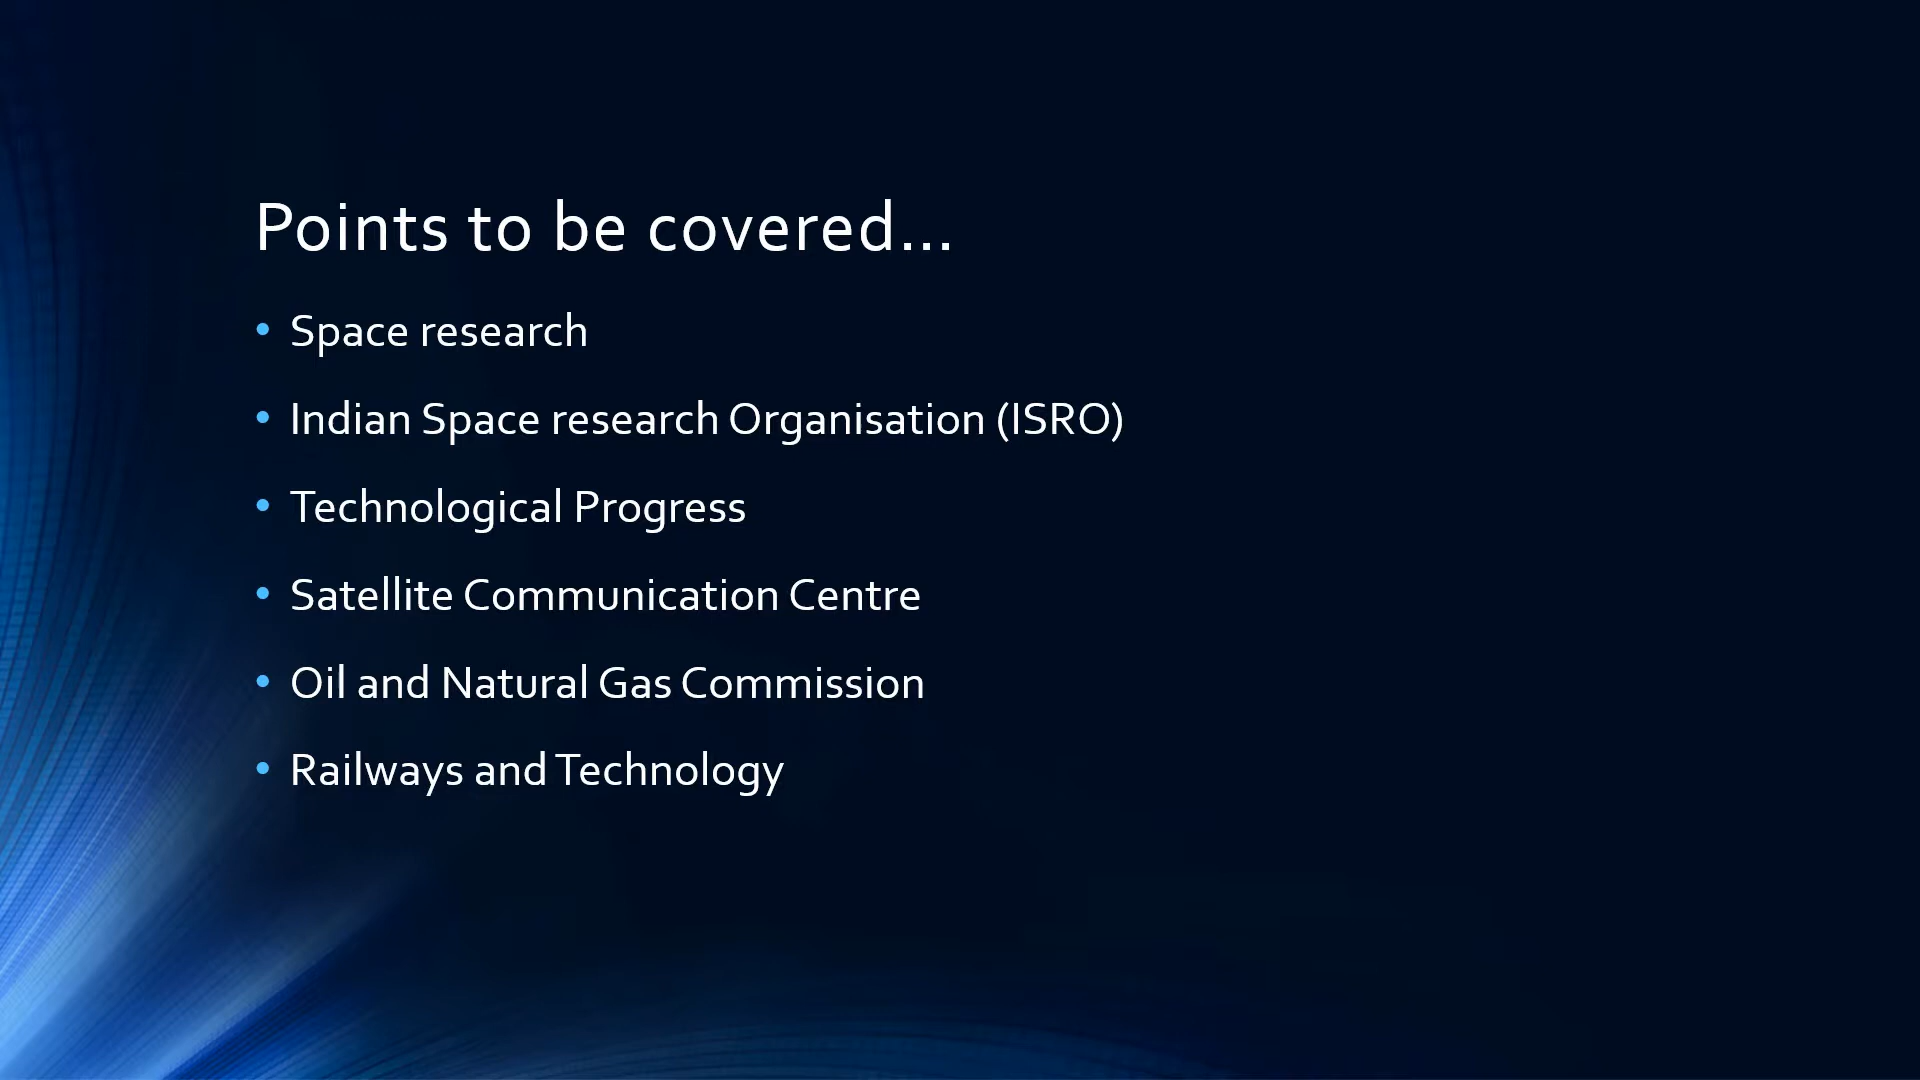 Points to be covered...
• Space research
• Indian Space research Organisation (ISRO)
• Technological Progress
• Satellite Communication Centre
• Oil and Natural Gas Commission
• Railways and Technology